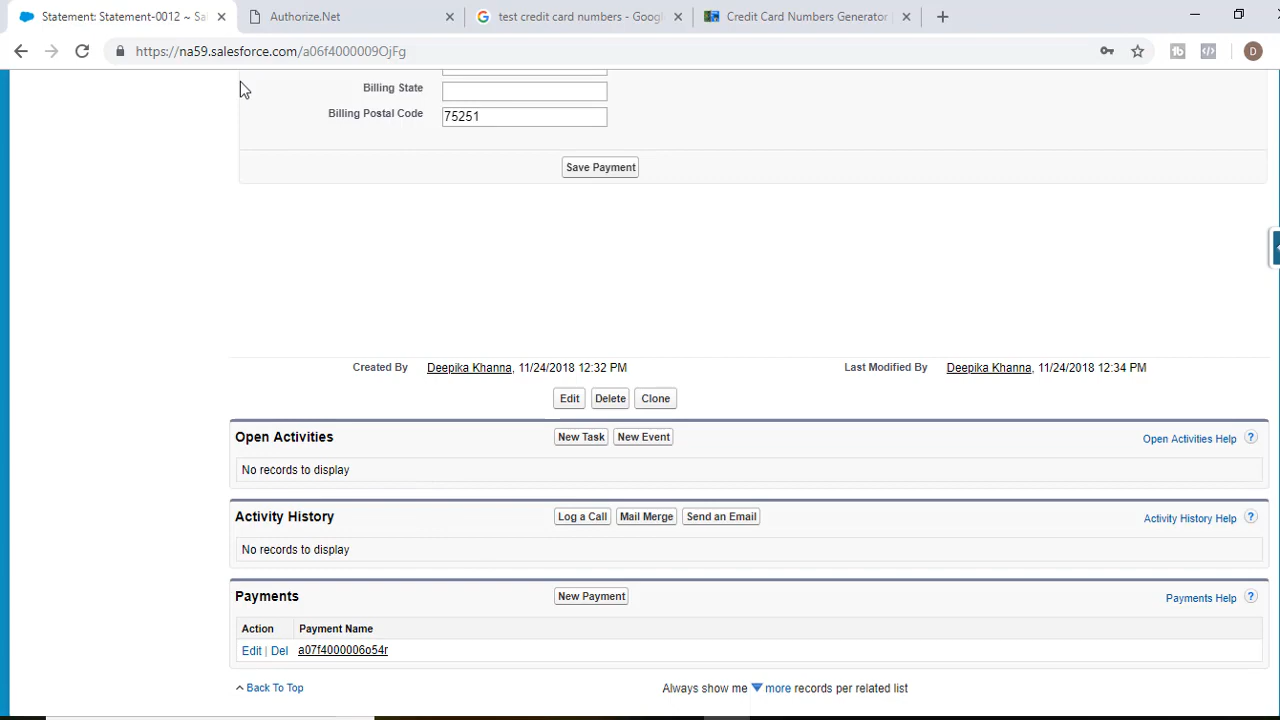 Statement: Statement-0012 ~ Sa
Authorize.Net
test credit card numbers - Googl
Credit Card Numbers Generator
https://na59.salesforce.com/a06f4000009OjFg
D
Billing State
Billing Postal Code 75251
Save Payment
Created By Deepika Khanna, 11/24/2018 12:32 PM Last Modified By Deepika Khanna, 11/24/2018 12:34 PM
Edit Delete Clone
Open Activities New Task New Event Open Activities Help ?
No records to display
Activity History Log a Call Mail Merge Send an Email Activity History Help ?
No records to display
Payments New Payment Payments Help ?
Action Payment Name
Edit | Del a07f4000006o54r
Back To Top Always show me more records per related list